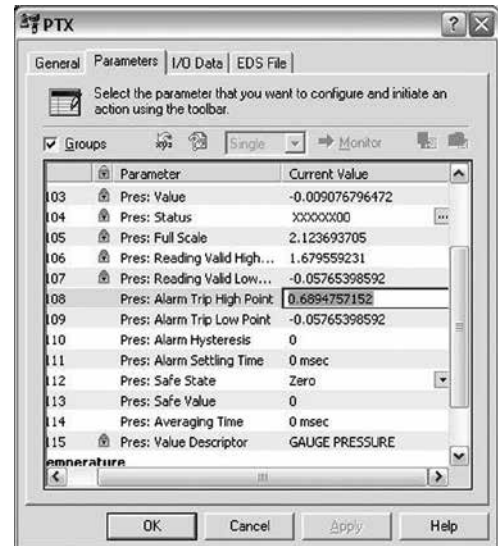 PTX
General Parameters I/O Data EDS File
Select the parameter that you want to configure and initiate an
action using the toolbar.
Groups Single Monitor
Parameter Current Value
103 Pres: Value -0.009076796472
104 Pres: Status XXXXXX00 ...
105 Pres: Full Scale 2.123693705
106 Pres: Reading Valid High... 1.679559231
107 Pres: Reading Valid Low... -0.05765398592
108 Pres: Alarm Trip High Point 0.6894757152
109 Pres: Alarm Trip Low Point -0.05765398592
110 Pres: Alarm Hysteresis 0
111 Pres: Alarm Settling Time 0 msec
112 Pres: Safe State Zero
113 Pres: Safe Value 0
114 Pres: Averaging Time 0 msec
115 Pres: Value Descriptor GAUGE PRESSURE
emperature
OK Cancel Apply Help